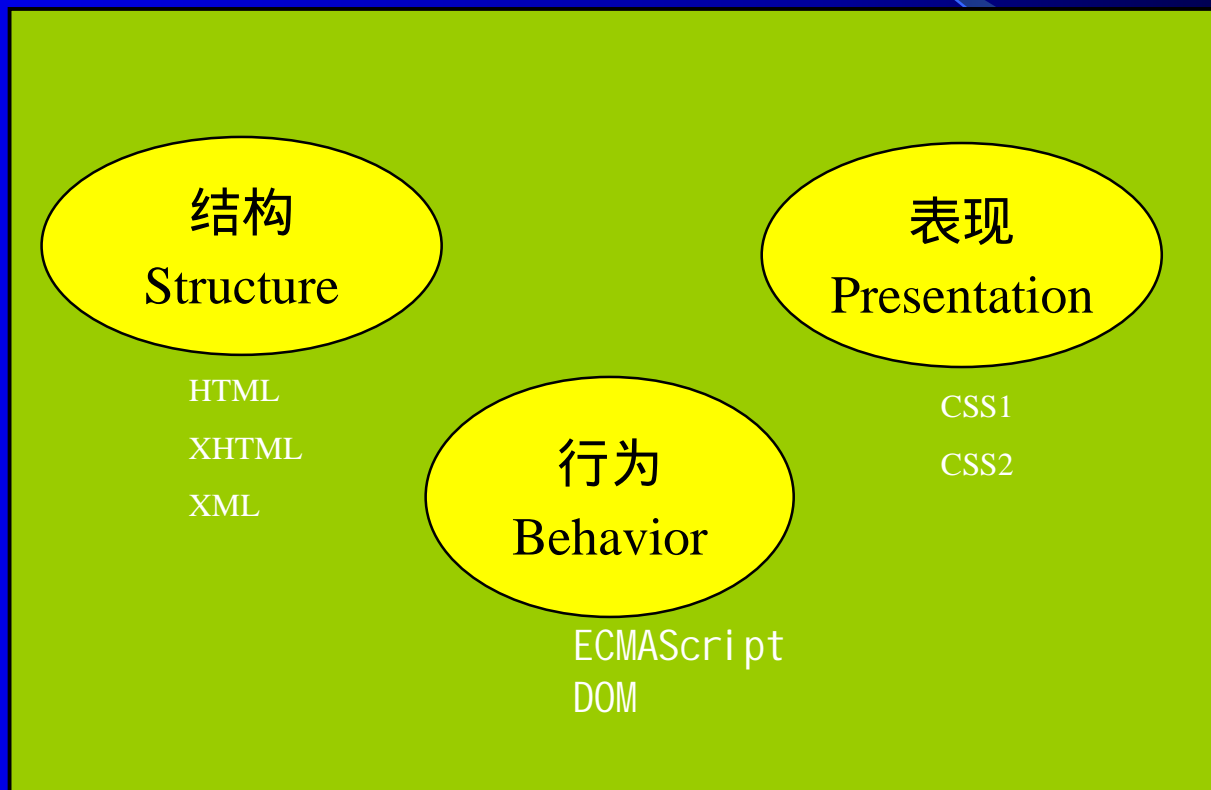 结构
Structure
HTML
XHTML
XML
表现
Presentation
CSS1
CSS2
行为
Behavior
ECMAScript
DOM